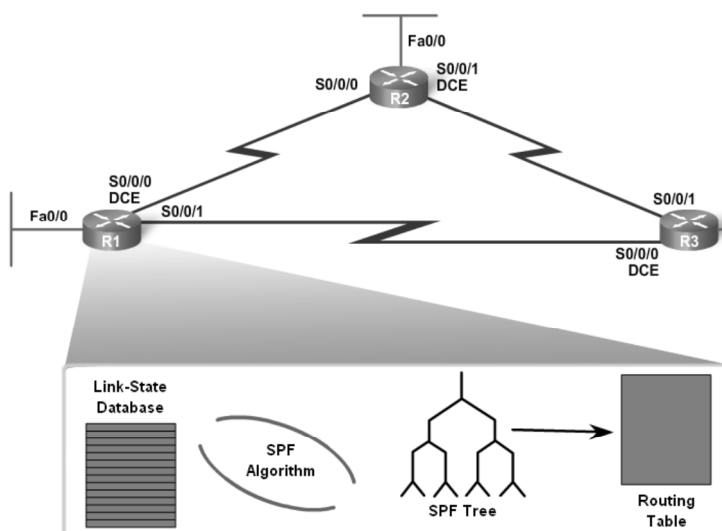 Fa0/0
S0/0/0
S0/0/1
DCE
R2
S0/0/0
DCE
S0/0/1
Fa0/0
R1
S0/0/1
R3
S0/0/0
DCE
Link-State
Database
SPF
Algorithm
SPF Tree
Routing
Table